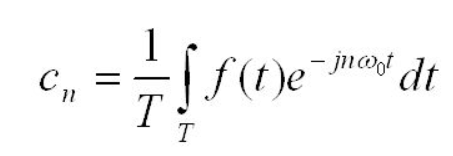 c_n = \frac{1}{T} \int_T f(t) e^{-jn\omega_0 t} dt